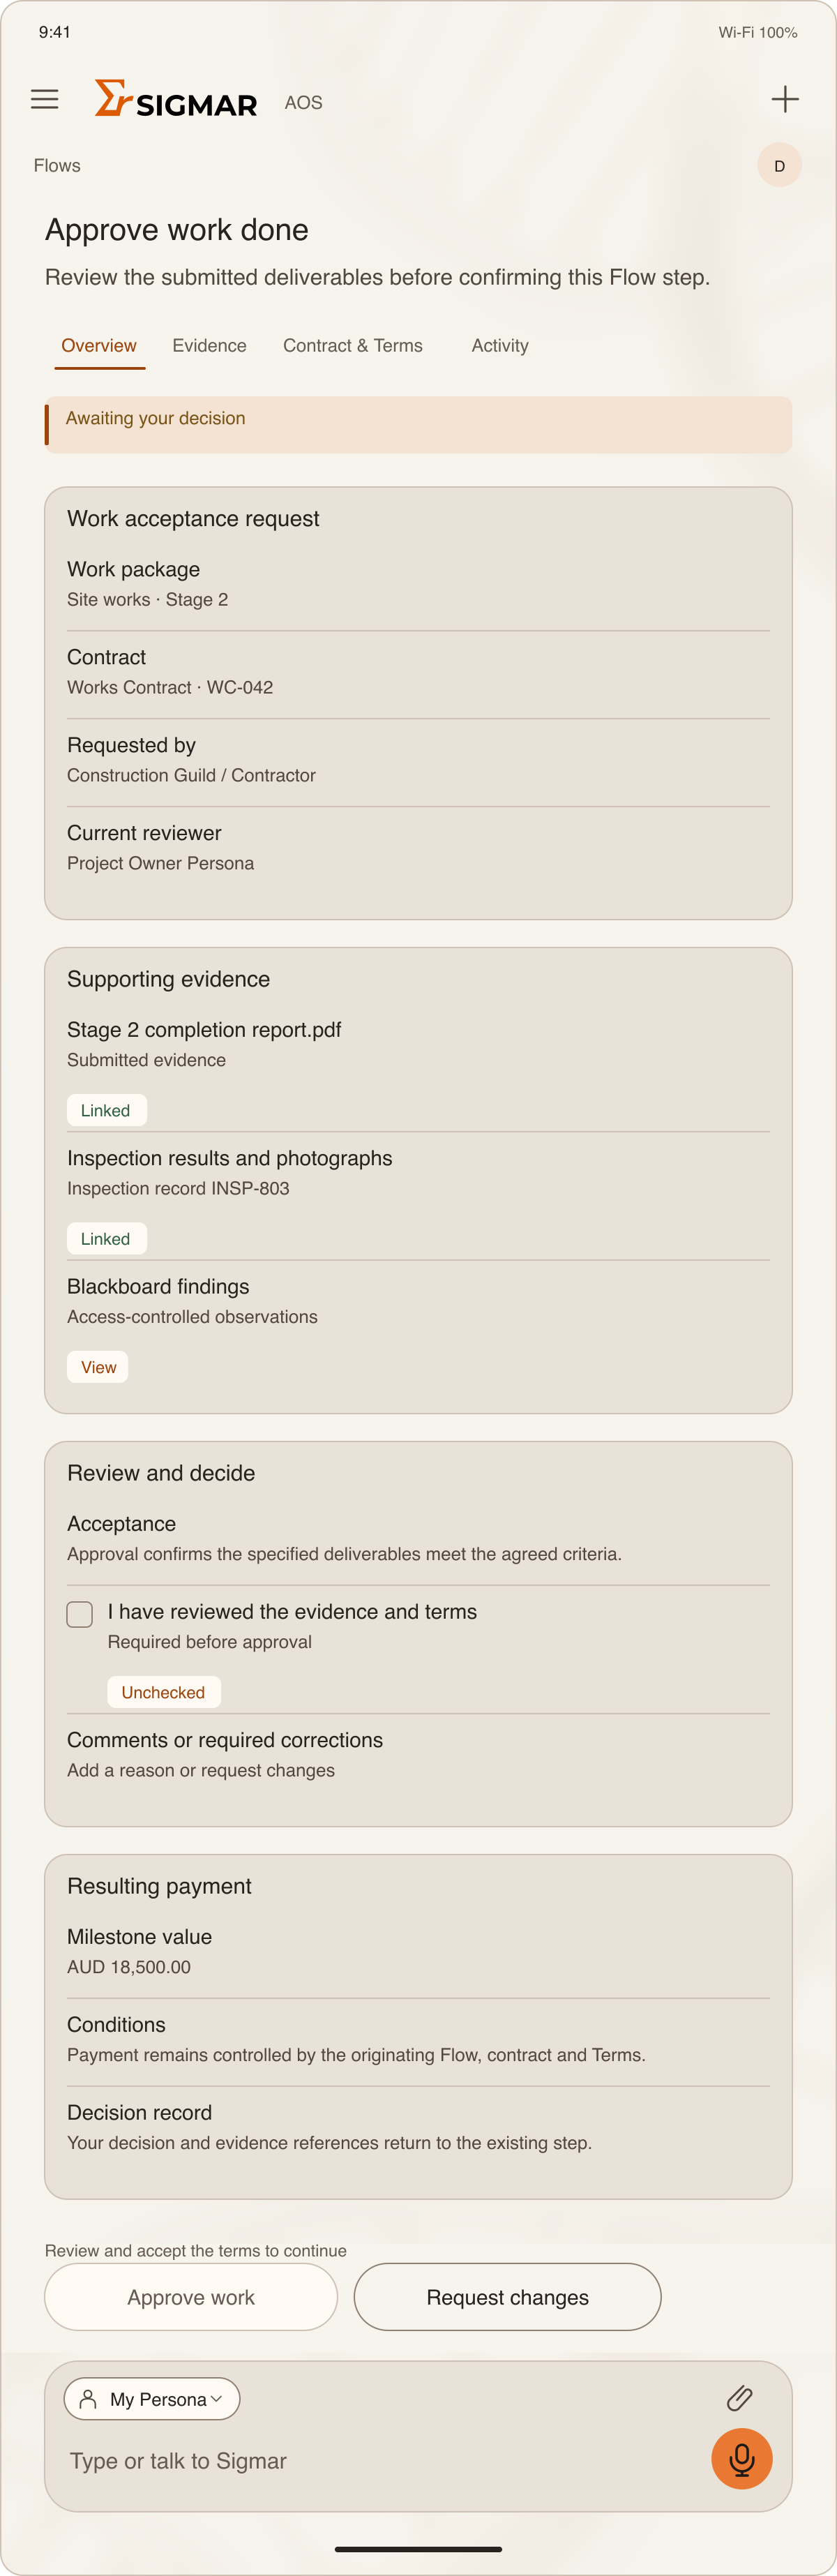 9:41
Wi-Fi 100%
SIGMAR AOS
Flows
D
Approve work done
Review the submitted deliverables before confirming this Flow step.
Overview Evidence Contract & Terms Activity
Awaiting your decision
Work acceptance request
Work package
Site works · Stage 2
Contract
Works Contract · WC-042
Requested by
Construction Guild / Contractor
Current reviewer
Project Owner Persona
Supporting evidence
Stage 2 completion report.pdf
Submitted evidence
Linked
Inspection results and photographs
Inspection record INSP-803
Linked
Blackboard findings
Access-controlled observations
View
Review and decide
Acceptance
Approval confirms the specified deliverables meet the agreed criteria.
I have reviewed the evidence and terms
Required before approval
Unchecked
Comments or required corrections
Add a reason or request changes
Resulting payment
Milestone value
AUD 18,500.00
Conditions
Payment remains controlled by the originating Flow, contract and Terms.
Decision record
Your decision and evidence references return to the existing step.
Review and accept the terms to continue
Approve work Request changes
My Persona
Type or talk to Sigmar